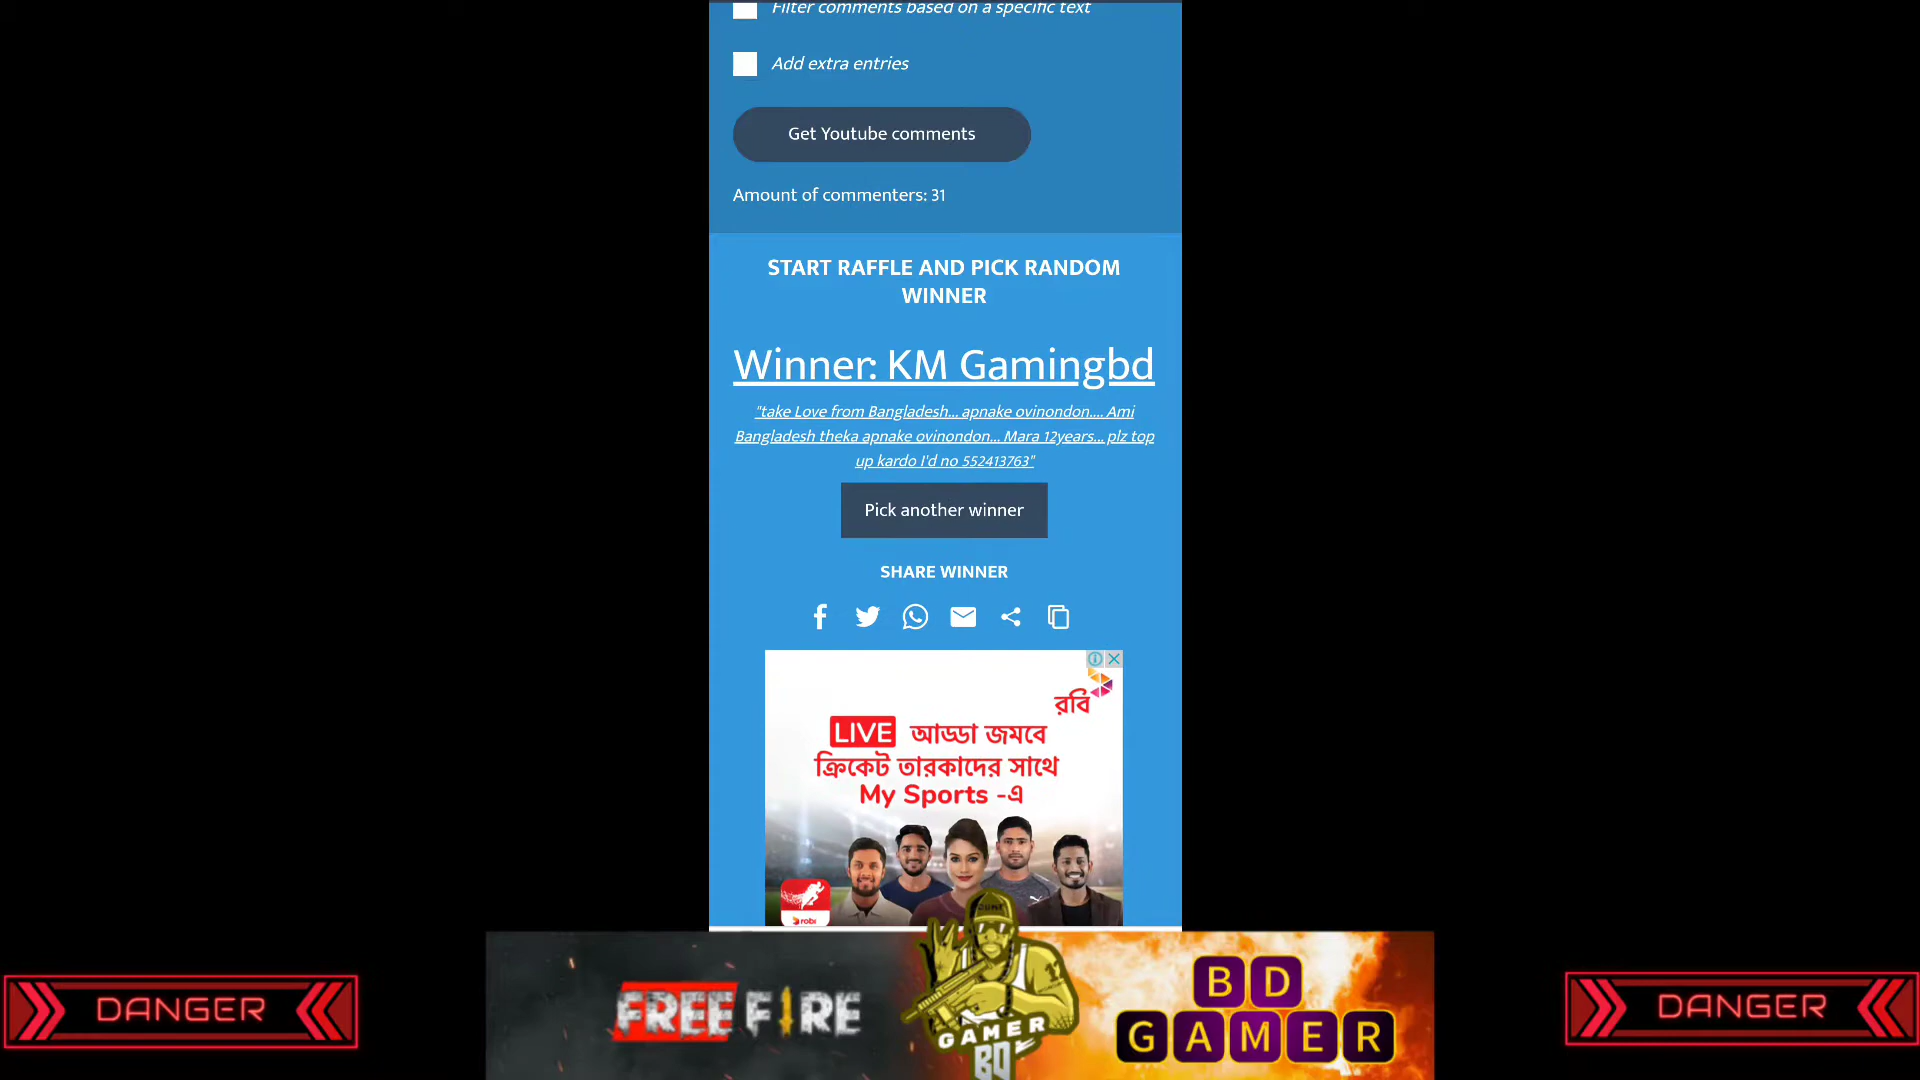 Filter comments based on a specific text
Add extra entries
Get Youtube comments
Amount of commenters: 31
START RAFFLE AND PICK RANDOM
WINNER
Winner: KM Gamingbd
"take Love from Bangladesh... apnake ovinondon.... Ami
Bangladesh theka apnake ovinondon... Mara 12years... plz top
up kardo I'd no 552413763"
Pick another winner
SHARE WINNER
রবি
LIVE আড্ডা জমবে
ক্রিকেট তারকাদের সাথে
My Sports -এ
robi
DANGER
FREE FIRE
GAMER
BD
BD
GAMER
DANGER